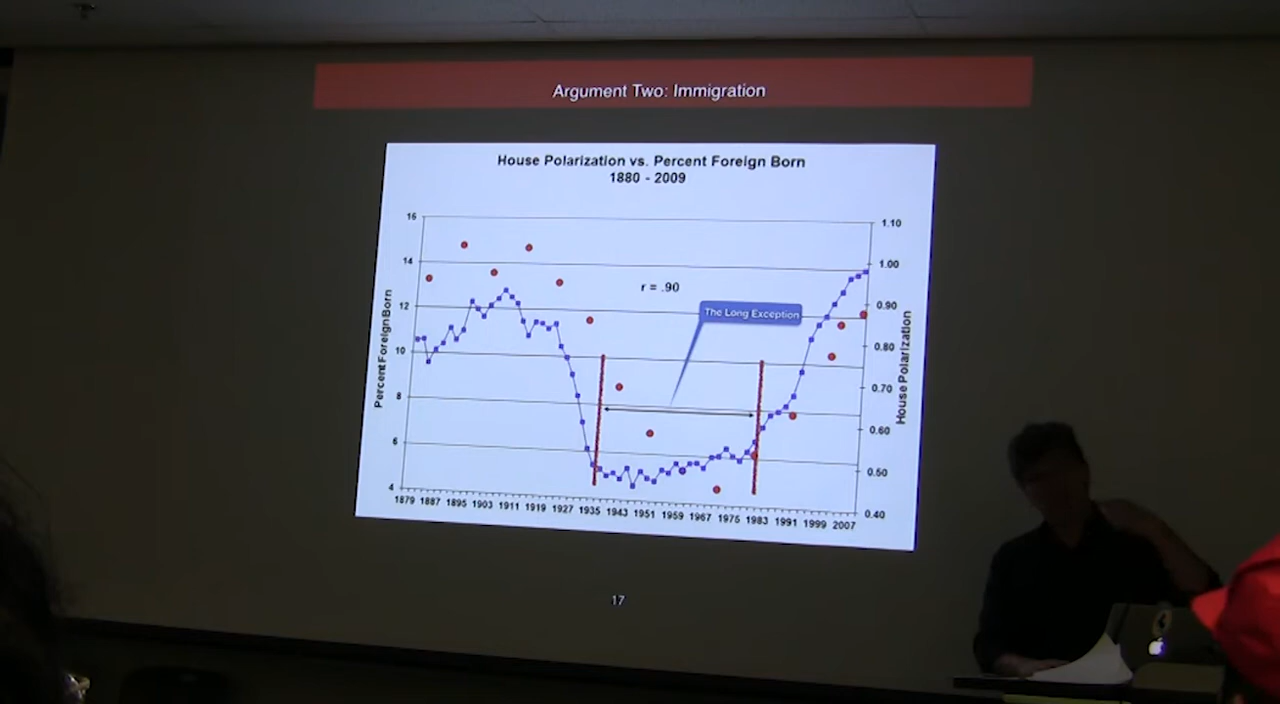 Argument Two: Immigration
House Polarization vs. Percent Foreign Born
1880 - 2009
16
14
12
10
8
6
4
Percent Foreign Born
r = .90
The Long Exception
1.10
1.00
0.90
0.80
0.70
0.60
0.50
0.40
House Polarization
1879 1887 1895 1903 1911 1919 1927 1935 1943 1951 1959 1967 1975 1983 1991 1999 2007
17